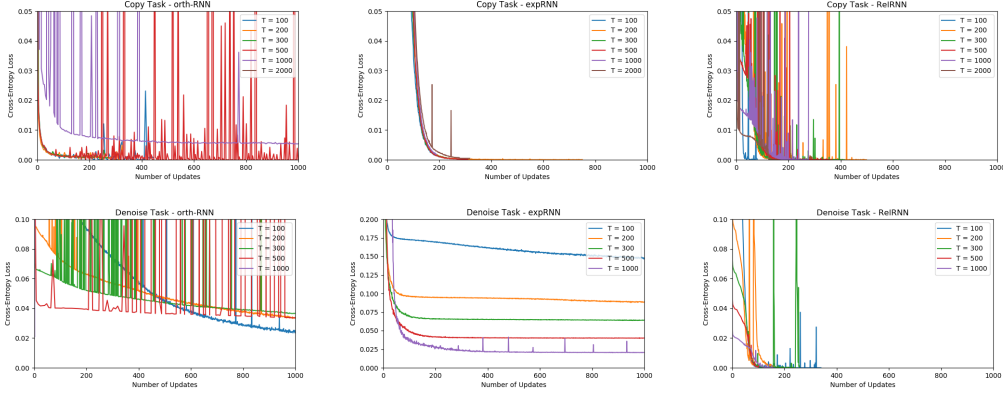 Copy Task - orth-RNN
Cross-Entropy Loss
0.05
0.04
0.03
0.02
0.01
0.00
0
200
400
600
800
1000
Number of Updates
T = 100
T = 200
T = 300
T = 500
T = 1000
T = 2000
Copy Task - expRNN
Cross-Entropy Loss
0.05
0.04
0.03
0.02
0.01
0.00
0
200
400
600
800
1000
Number of Updates
T = 100
T = 200
T = 300
T = 500
T = 1000
T = 2000
Copy Task - RelRNN
Cross-Entropy Loss
0.05
0.04
0.03
0.02
0.01
0.00
0
200
400
600
800
1000
Number of Updates
T = 100
T = 200
T = 300
T = 500
T = 1000
T = 2000
Denoise Task - orth-RNN
Cross-Entropy Loss
0.10
0.08
0.06
0.04
0.02
0.00
0
200
400
600
800
1000
Number of Updates
T = 100
T = 200
T = 300
T = 500
T = 1000
Denoise Task - expRNN
Cross-Entropy Loss
0.200
0.175
0.150
0.125
0.100
0.075
0.050
0.025
0.000
0
200
400
600
800
1000
Number of Updates
T = 100
T = 200
T = 300
T = 500
T = 1000
Denoise Task - RelRNN
Cross-Entropy Loss
0.10
0.08
0.06
0.04
0.02
0.00
0
200
400
600
800
1000
Number of Updates
T = 100
T = 200
T = 300
T = 500
T = 1000